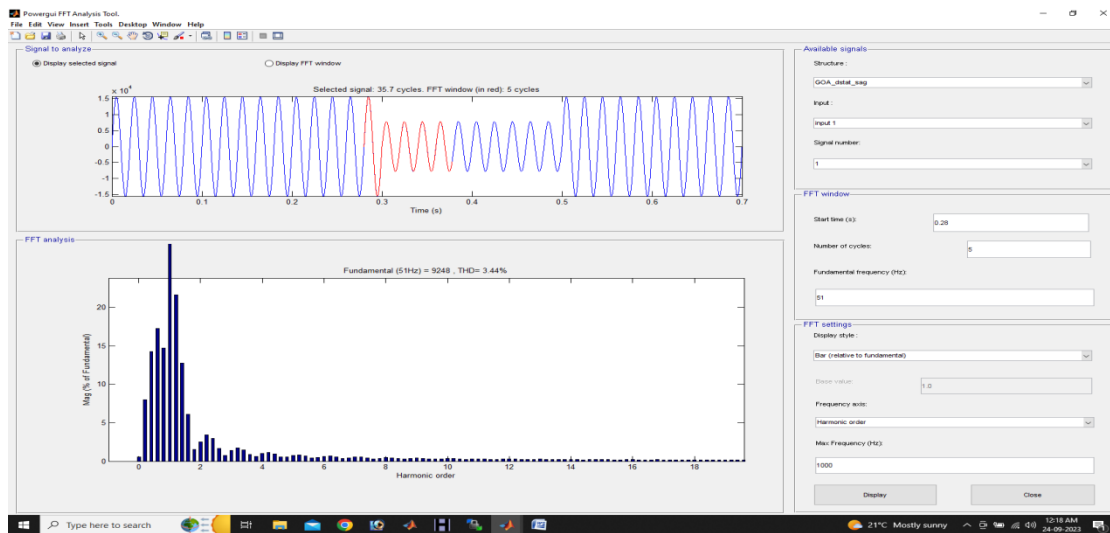 Powergui FFT Analysis Tool.
File Edit View Insert Tools Desktop Window Help
Signal to analyze
Display selected signal
Display FFT window
Selected signal: 35.7 cycles. FFT window (in red): 5 cycles
x 10^4
1.5
1
0.5
0
-0.5
-1
-1.5
0 0.1 0.2 0.3 0.4 0.5 0.6 0.7
Time (s)
FFT analysis
Fundamental (51Hz) = 9248 , THD= 3.44%
Mag (% of Fundamental)
20
15
10
5
0
0 2 4 6 8 10 12 14 16 18
Harmonic order
Available signals
Structure :
GOA_dstat_sag
Input :
input 1
Signal number:
1
FFT window
Start time (s):
0.28
Number of cycles:
5
Fundamental frequency (Hz):
51
FFT settings
Display style :
Bar (relative to fundamental)
Base value:
1.0
Frequency axis:
Harmonic order
Max Frequency (Hz):
1000
Display
Close
Type here to search
21°C Mostly sunny
12:18 AM
24-09-2023